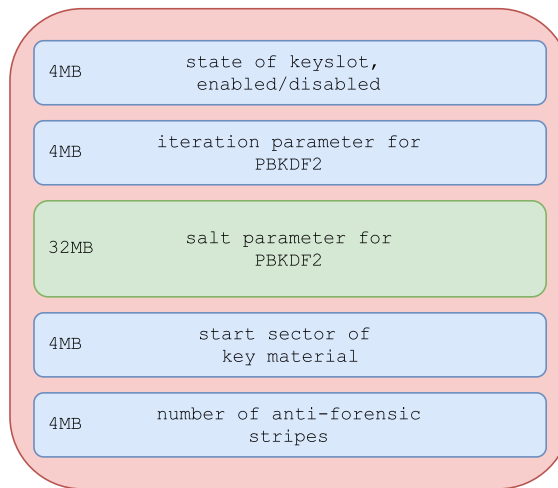 4MB
state of keyslot,
enabled/disabled
4MB
iteration parameter for
PBKDF2
32MB
salt parameter for
PBKDF2
4MB
start sector of
key material
4MB
number of anti-forensic
stripes